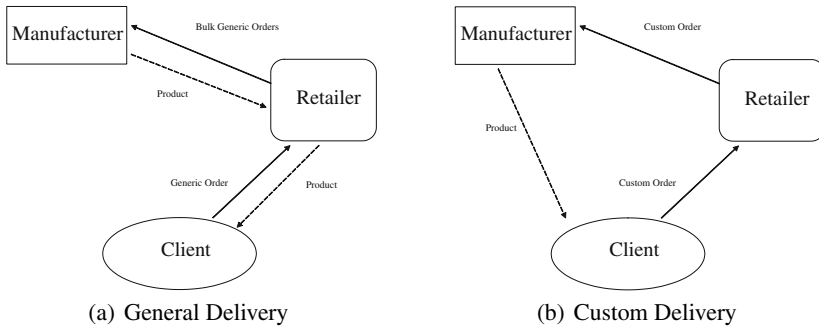 Manufacturer
Bulk Generic Orders
Product
Retailer
Generic Order
Product
Client
(a) General Delivery
Manufacturer
Custom Order
Retailer
Product
Custom Order
Client
(b) Custom Delivery